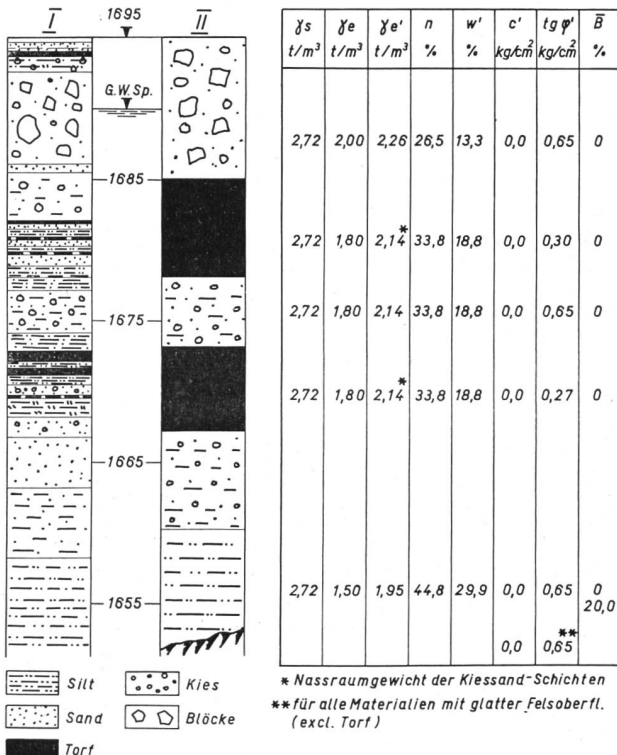 I 1695 II
G.W.Sp.
1685
1675
1665
1655
γs γe γe' n w' c' tg φ' B̅
t/m³ t/m³ t/m³ % % kg/cm² kg/cm² %
2,72 2,00 2,26 26,5 13,3 0,0 0,65 0
2,72 1,80 2,14* 33,8 18,8 0,0 0,30 0
2,72 1,80 2,14 33,8 18,8 0,0 0,65 0
2,72 1,80 2,14* 33,8 18,8 0,0 0,27 0
2,72 1,50 1,95 44,8 29,9 0,0 0,65 0
20,0
0,0 0,65**
Silt Kies
Sand Blöcke
Torf
* Nassraumgewicht der Kiessand-Schichten
** für alle Materialien mit glatter Felsoberfl.
(excl. Torf)